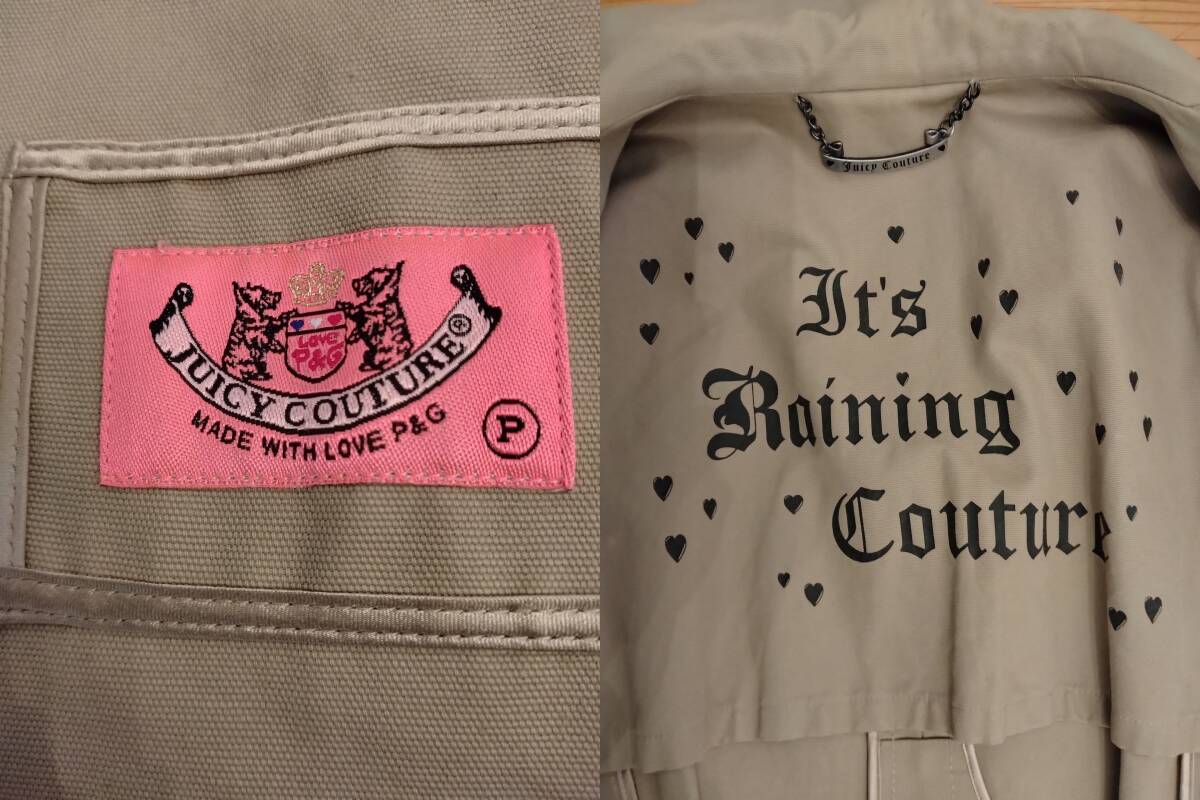 LOVE
P&G
JUICY COUTURE®
MADE WITH LOVE P&G
P
Juicy Couture
It's
Raining
Couture